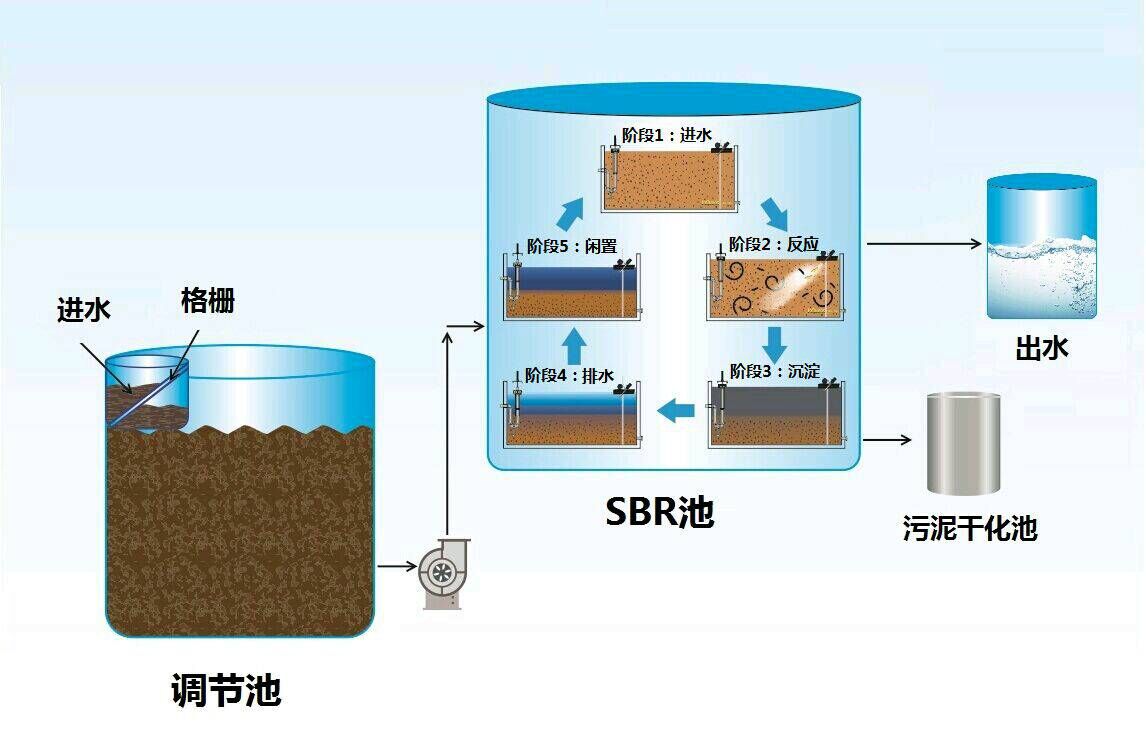 阶段1：进水
阶段5：闲置
阶段2：反应
阶段4：排水
阶段3：沉淀
进水
格栅
出水
SBR池
污泥干化池
调节池